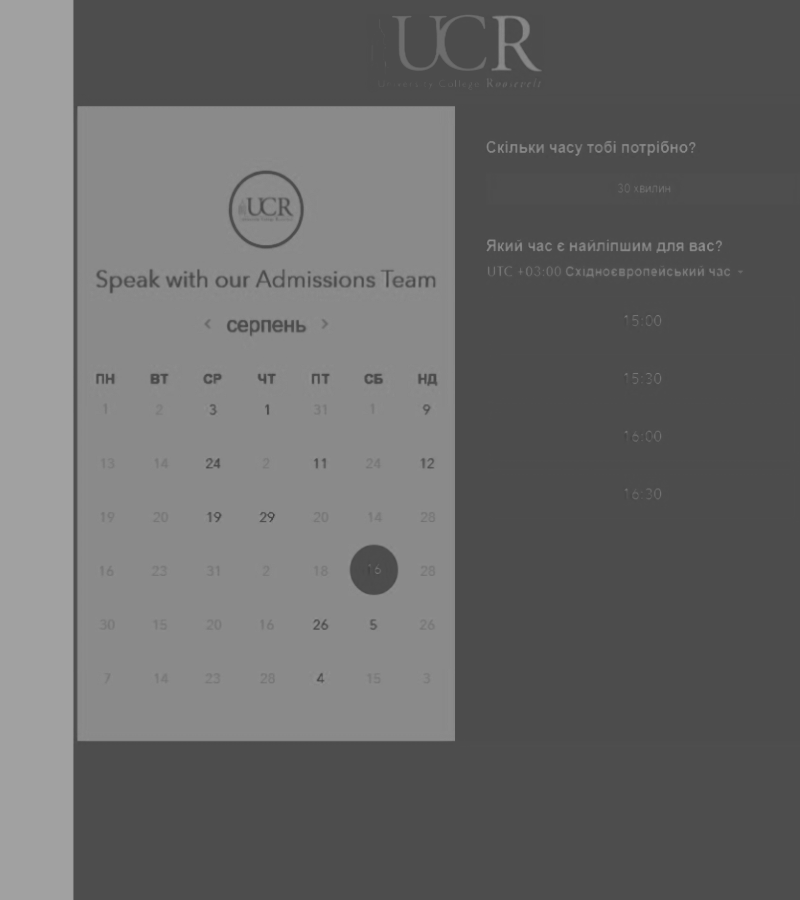 UCR
University College Roosevelt
UCR
Speak with our Admissions Team
серпень
ПН ВТ СР ЧТ ПТ СБ НД
1 2 3 1 31 1 9
13 14 24 2 11 24 12
19 20 19 29 20 14 28
16 23 31 2 18 16 28
30 15 20 16 26 5 26
7 14 23 28 4 15 3
Скільки часу тобі потрібно?
30 хвилин
Який час є найліпшим для вас?
UTC +03:00 Східноєвропейський час
15:00
15:30
16:00
16:30